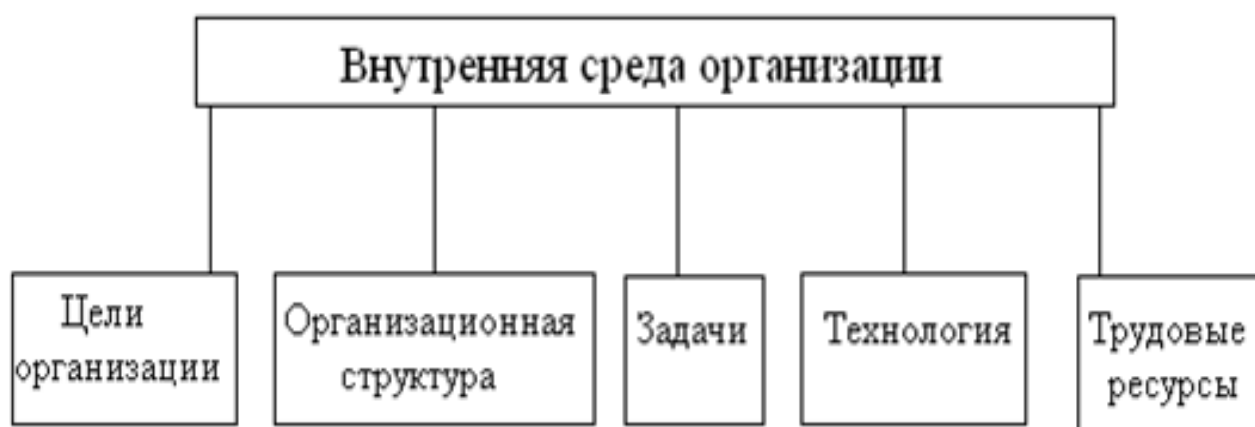 Внутренняя среда организации
Цели
организации
Организационная
структура
Задачи
Технология
Трудовые
ресурсы